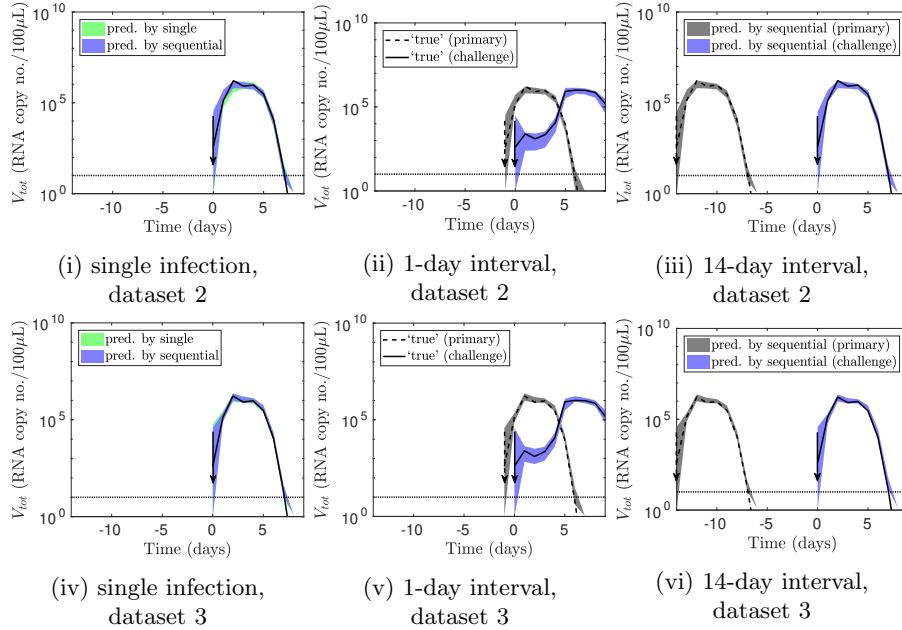 10^10
10^5
10^0
V_tot (RNA copy no./100μL)
pred. by single
pred. by sequential
-10 -5 0 5
Time (days)
(i) single infection,
dataset 2
10^10
10^5
10^0
V_tot (RNA copy no./100μL)
'true' (primary)
'true' (challenge)
-10 -5 0 5
Time (days)
(ii) 1-day interval,
dataset 2
10^10
10^5
10^0
V_tot (RNA copy no./100μL)
pred. by sequential (primary)
pred. by sequential (challenge)
-10 -5 0 5
Time (days)
(iii) 14-day interval,
dataset 2
10^10
10^5
10^0
V_tot (RNA copy no./100μL)
pred. by single
pred. by sequential
-10 -5 0 5
Time (days)
(iv) single infection,
dataset 3
10^10
10^5
10^0
V_tot (RNA copy no./100μL)
'true' (primary)
'true' (challenge)
-10 -5 0 5
Time (days)
(v) 1-day interval,
dataset 3
10^10
10^5
10^0
V_tot (RNA copy no./100μL)
pred. by sequential (primary)
pred. by sequential (challenge)
-10 -5 0 5
Time (days)
(vi) 14-day interval,
dataset 3